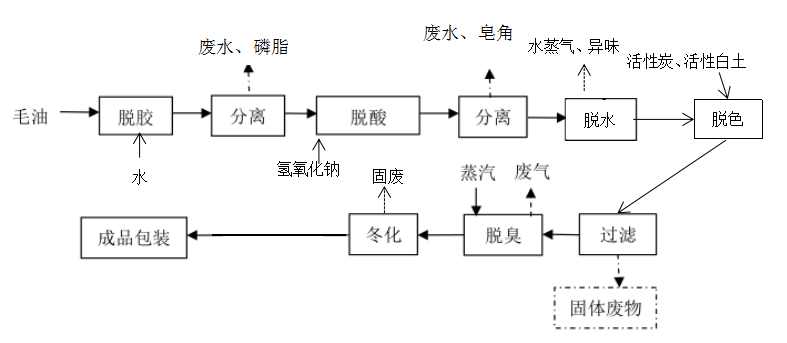 废水、磷脂
废水、皂角
水蒸气、异味
活性炭、活性白土
毛油
脱胶
分离
脱酸
分离
脱水
脱色
水
氢氧化钠
固废
蒸汽
废气
成品包装
冬化
脱臭
过滤
固体废物